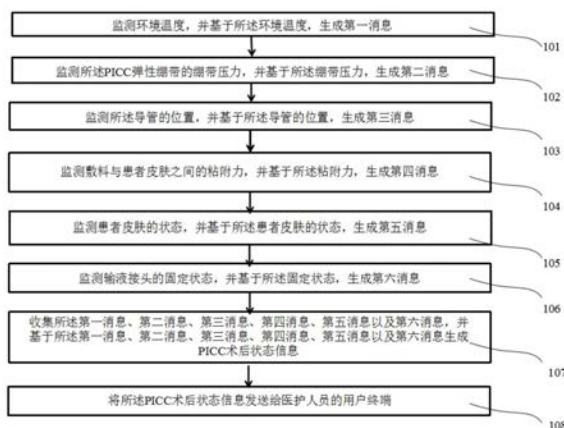 监测环境温度，并基于所述环境温度，生成第一消息
101
监测所述PICC弹性绷带的绷带压力，并基于所述绷带压力，生成第二消息
102
监测所述导管的位置，并基于所述导管的位置，生成第三消息
103
监测敷料与患者皮肤之间的粘附力，并基于所述粘附力，生成第四消息
104
监测患者皮肤的状态，并基于所述患者皮肤的状态，生成第五消息
105
监测输液接头的固定状态，并基于所述固定状态，生成第六消息
106
收集所述第一消息、第二消息、第三消息、第四消息、第五消息以及第六消息，并
基于所述第一消息、第二消息、第三消息、第四消息、第五消息以及第六消息生成
PICC术后状态信息
107
将所述PICC术后状态信息发送给医护人员的用户终端
108